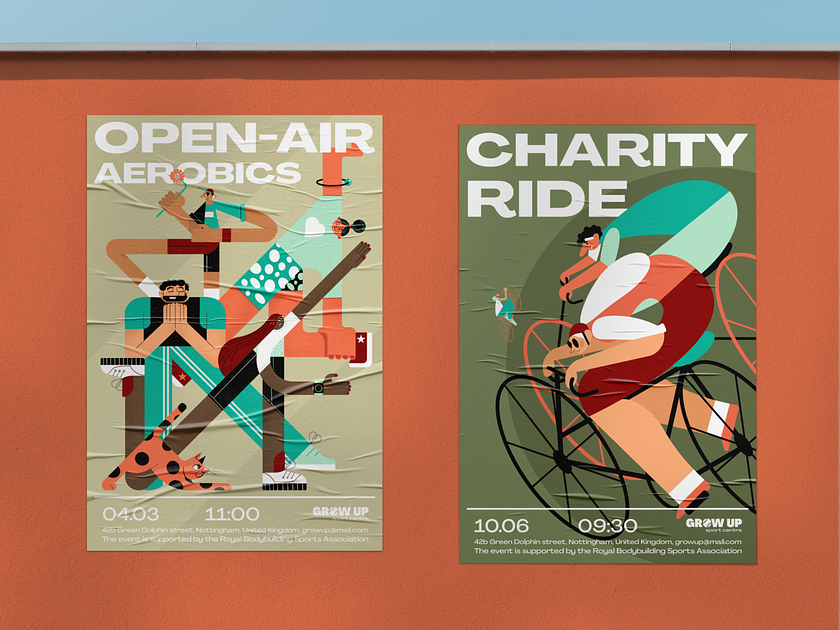 OPEN-AIR
AEROBICS
04.03 11:00 GROW UP
42b Green Dolphin street, Nottingham, United Kingdom, growup@mail.com
The event is supported by the Royal Bodybuilding Sports Association
CHARITY
RIDE
10.06 09:30 GROW UP
sport centre
42b Green Dolphin street, Nottingham, United Kingdom, growup@mail.com
The event is supported by the Royal Bodybuilding Sports Association